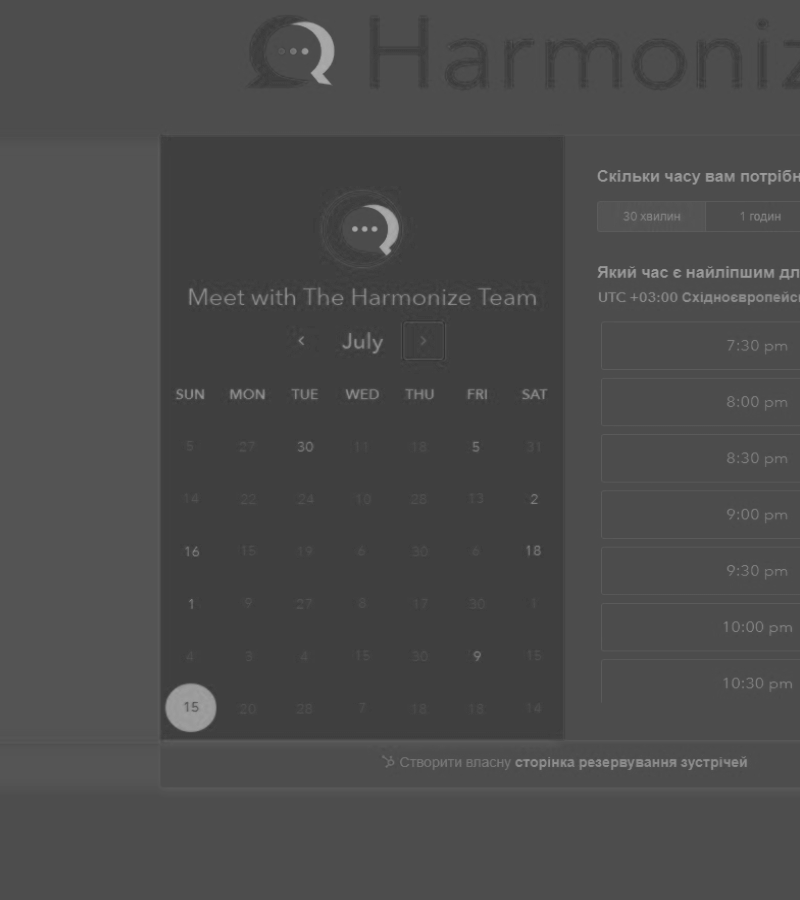 Harmoniz
Meet with The Harmonize Team
July
SUN MON TUE WED THU FRI SAT
5 27 30 11 18 5 31
14 22 24 10 28 13 2
16 15 19 6 30 6 18
1 9 27 8 17 30 1
4 3 4 15 30 9 15
15 20 28 7 18 18 14
Скільки часу вам потрібн
30 хвилин 1 годин
Який час є найліпшим дл
UTC +03:00 Східноєвропейс
7:30 pm
8:00 pm
8:30 pm
9:00 pm
9:30 pm
10:00 pm
10:30 pm
Створити власну сторінка резервування зустрічей